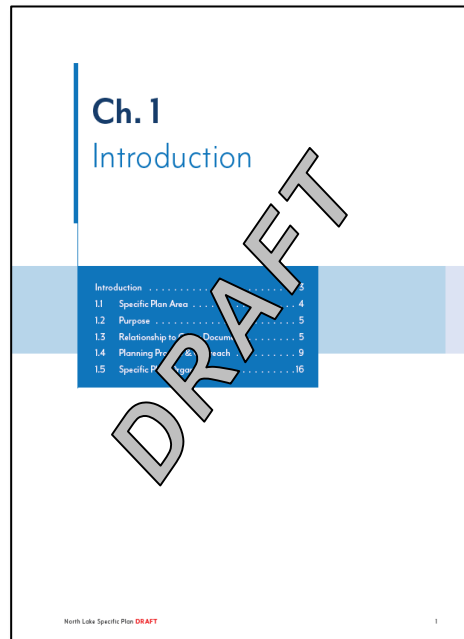 Ch. 1
Introduction
Introduction . . . . . . . . . . . . . . . . . 3
1.1 Specific Plan Area . . . . . . . . . . . 4
1.2 Purpose . . . . . . . . . . . . . . . . 5
1.3 Relationship to . . . . 5
1.4 Planning & . . . . . . . 9
1.5 Specific . . . . . . . . . 16
DRAFT
North Lake Specific Plan DRAFT
1